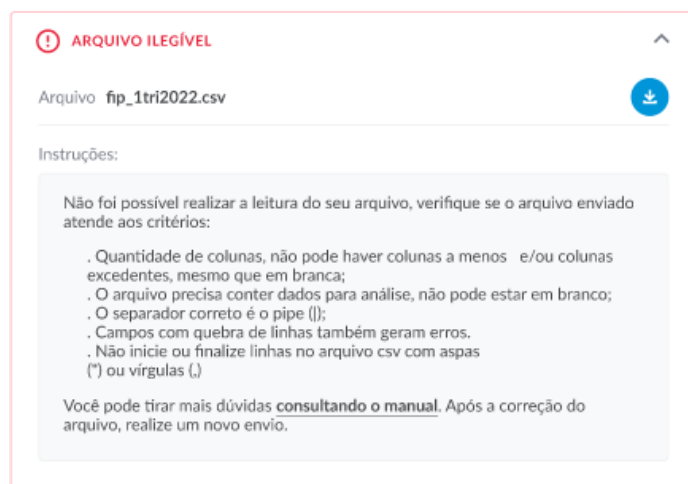 ARQUIVO ILEGÍVEL
Arquivo fip_1tri2022.csv
Instruções:
Não foi possível realizar a leitura do seu arquivo, verifique se o arquivo enviado
atende aos critérios:
. Quantidade de colunas, não pode haver colunas a menos e/ou colunas
excedentes, mesmo que em branca;
. O arquivo precisa conter dados para análise, não pode estar em branco;
. O separador correto é o pipe (|);
. Campos com quebra de linhas também geram erros.
. Não inicie ou finalize linhas no arquivo csv com aspas
(") ou vírgulas (,)
Você pode tirar mais dúvidas consultando o manual. Após a correção do
arquivo, realize um novo envio.